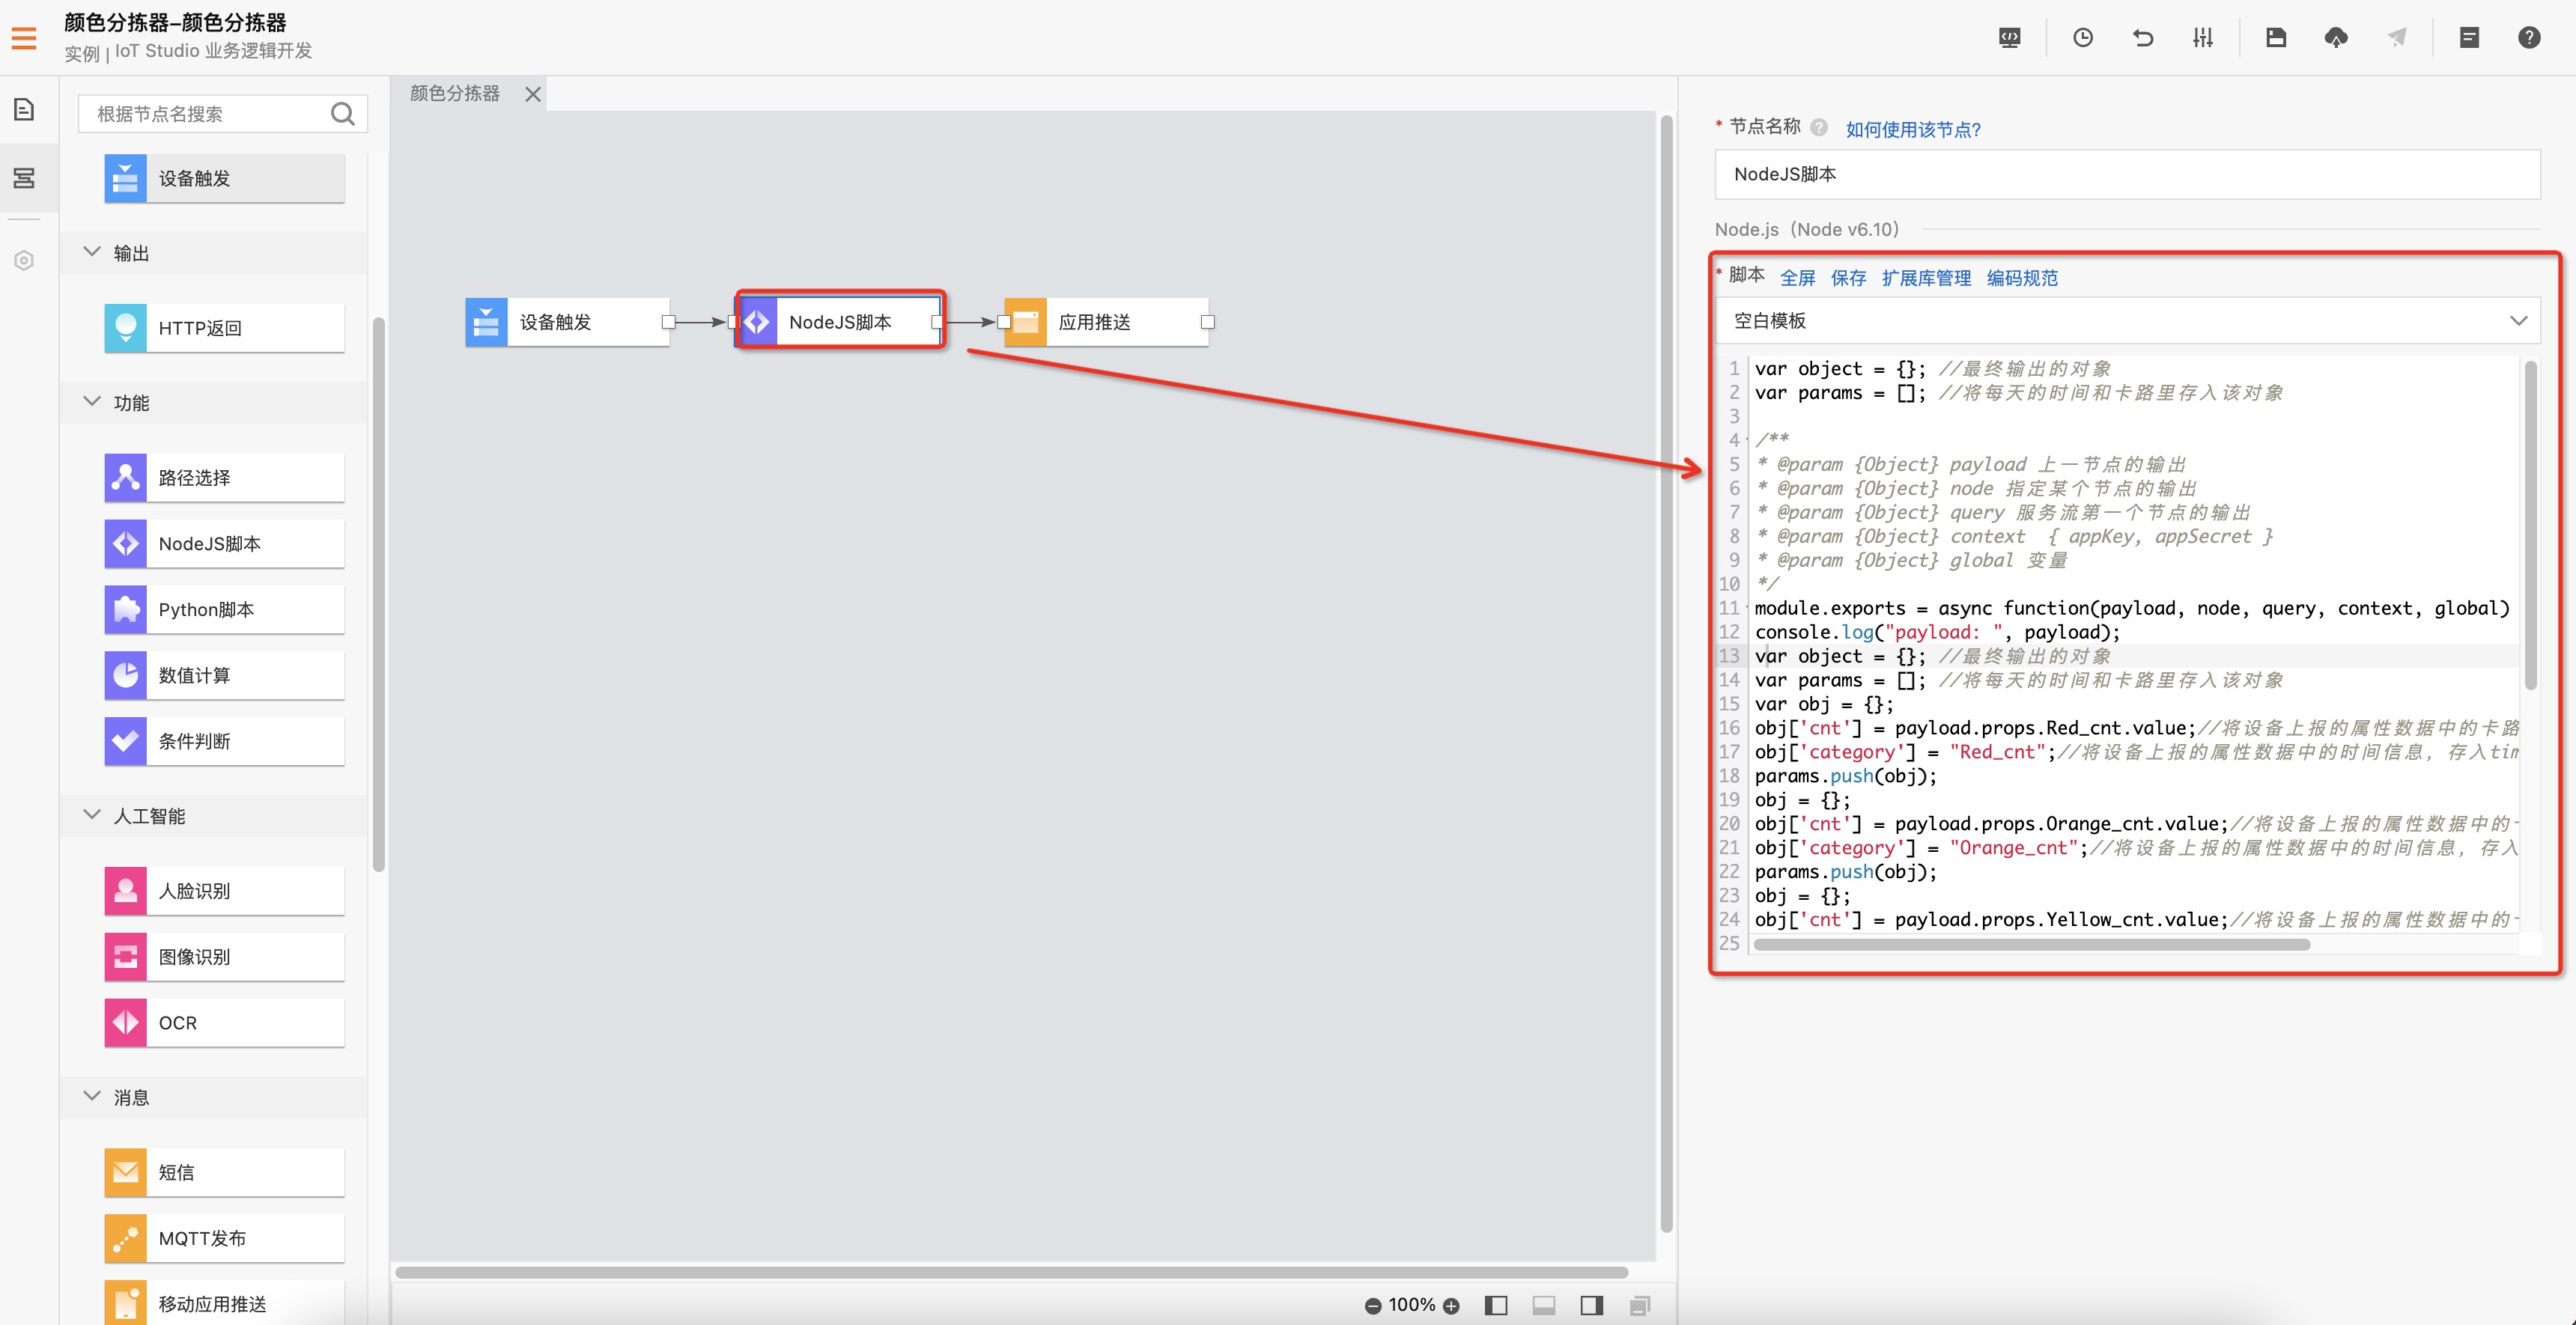 颜色分拣器-颜色分拣器
实例 | IoT Studio 业务逻辑开发
根据节点名搜索
设备触发
输出
HTTP返回
功能
路径选择
NodeJS脚本
Python脚本
数值计算
条件判断
人工智能
人脸识别
图像识别
OCR
消息
短信
MQTT发布
移动应用推送
颜色分拣器
设备触发
NodeJS脚本
应用推送
100%
* 节点名称 如何使用该节点?
NodeJS脚本
Node.js（Node v6.10）
* 脚本 全屏 保存 扩展库管理 编码规范
空白模板
1 var object = {}; //最终输出的对象
2 var params = []; //将每天的时间和卡路里存入该对象
3
4 /**
5 * @param {Object} payload 上一节点的输出
6 * @param {Object} node 指定某个节点的输出
7 * @param {Object} query 服务流第一个节点的输出
8 * @param {Object} context { appKey, appSecret }
9 * @param {Object} global 变量
10 */
11 module.exports = async function(payload, node, query, context, global)
12 console.log("payload: ", payload);
13 var object = {}; //最终输出的对象
14 var params = []; //将每天的时间和卡路里存入该对象
15 var obj = {};
16 obj['cnt'] = payload.props.Red_cnt.value;//将设备上报的属性数据中的卡路
17 obj['category'] = "Red_cnt";//将设备上报的属性数据中的时间信息，存入tim
18 params.push(obj);
19 obj = {};
20 obj['cnt'] = payload.props.Orange_cnt.value;//将设备上报的属性数据中的
21 obj['category'] = "Orange_cnt";//将设备上报的属性数据中的时间信息，存入
22 params.push(obj);
23 obj = {};
24 obj['cnt'] = payload.props.Yellow_cnt.value;//将设备上报的属性数据中的
25